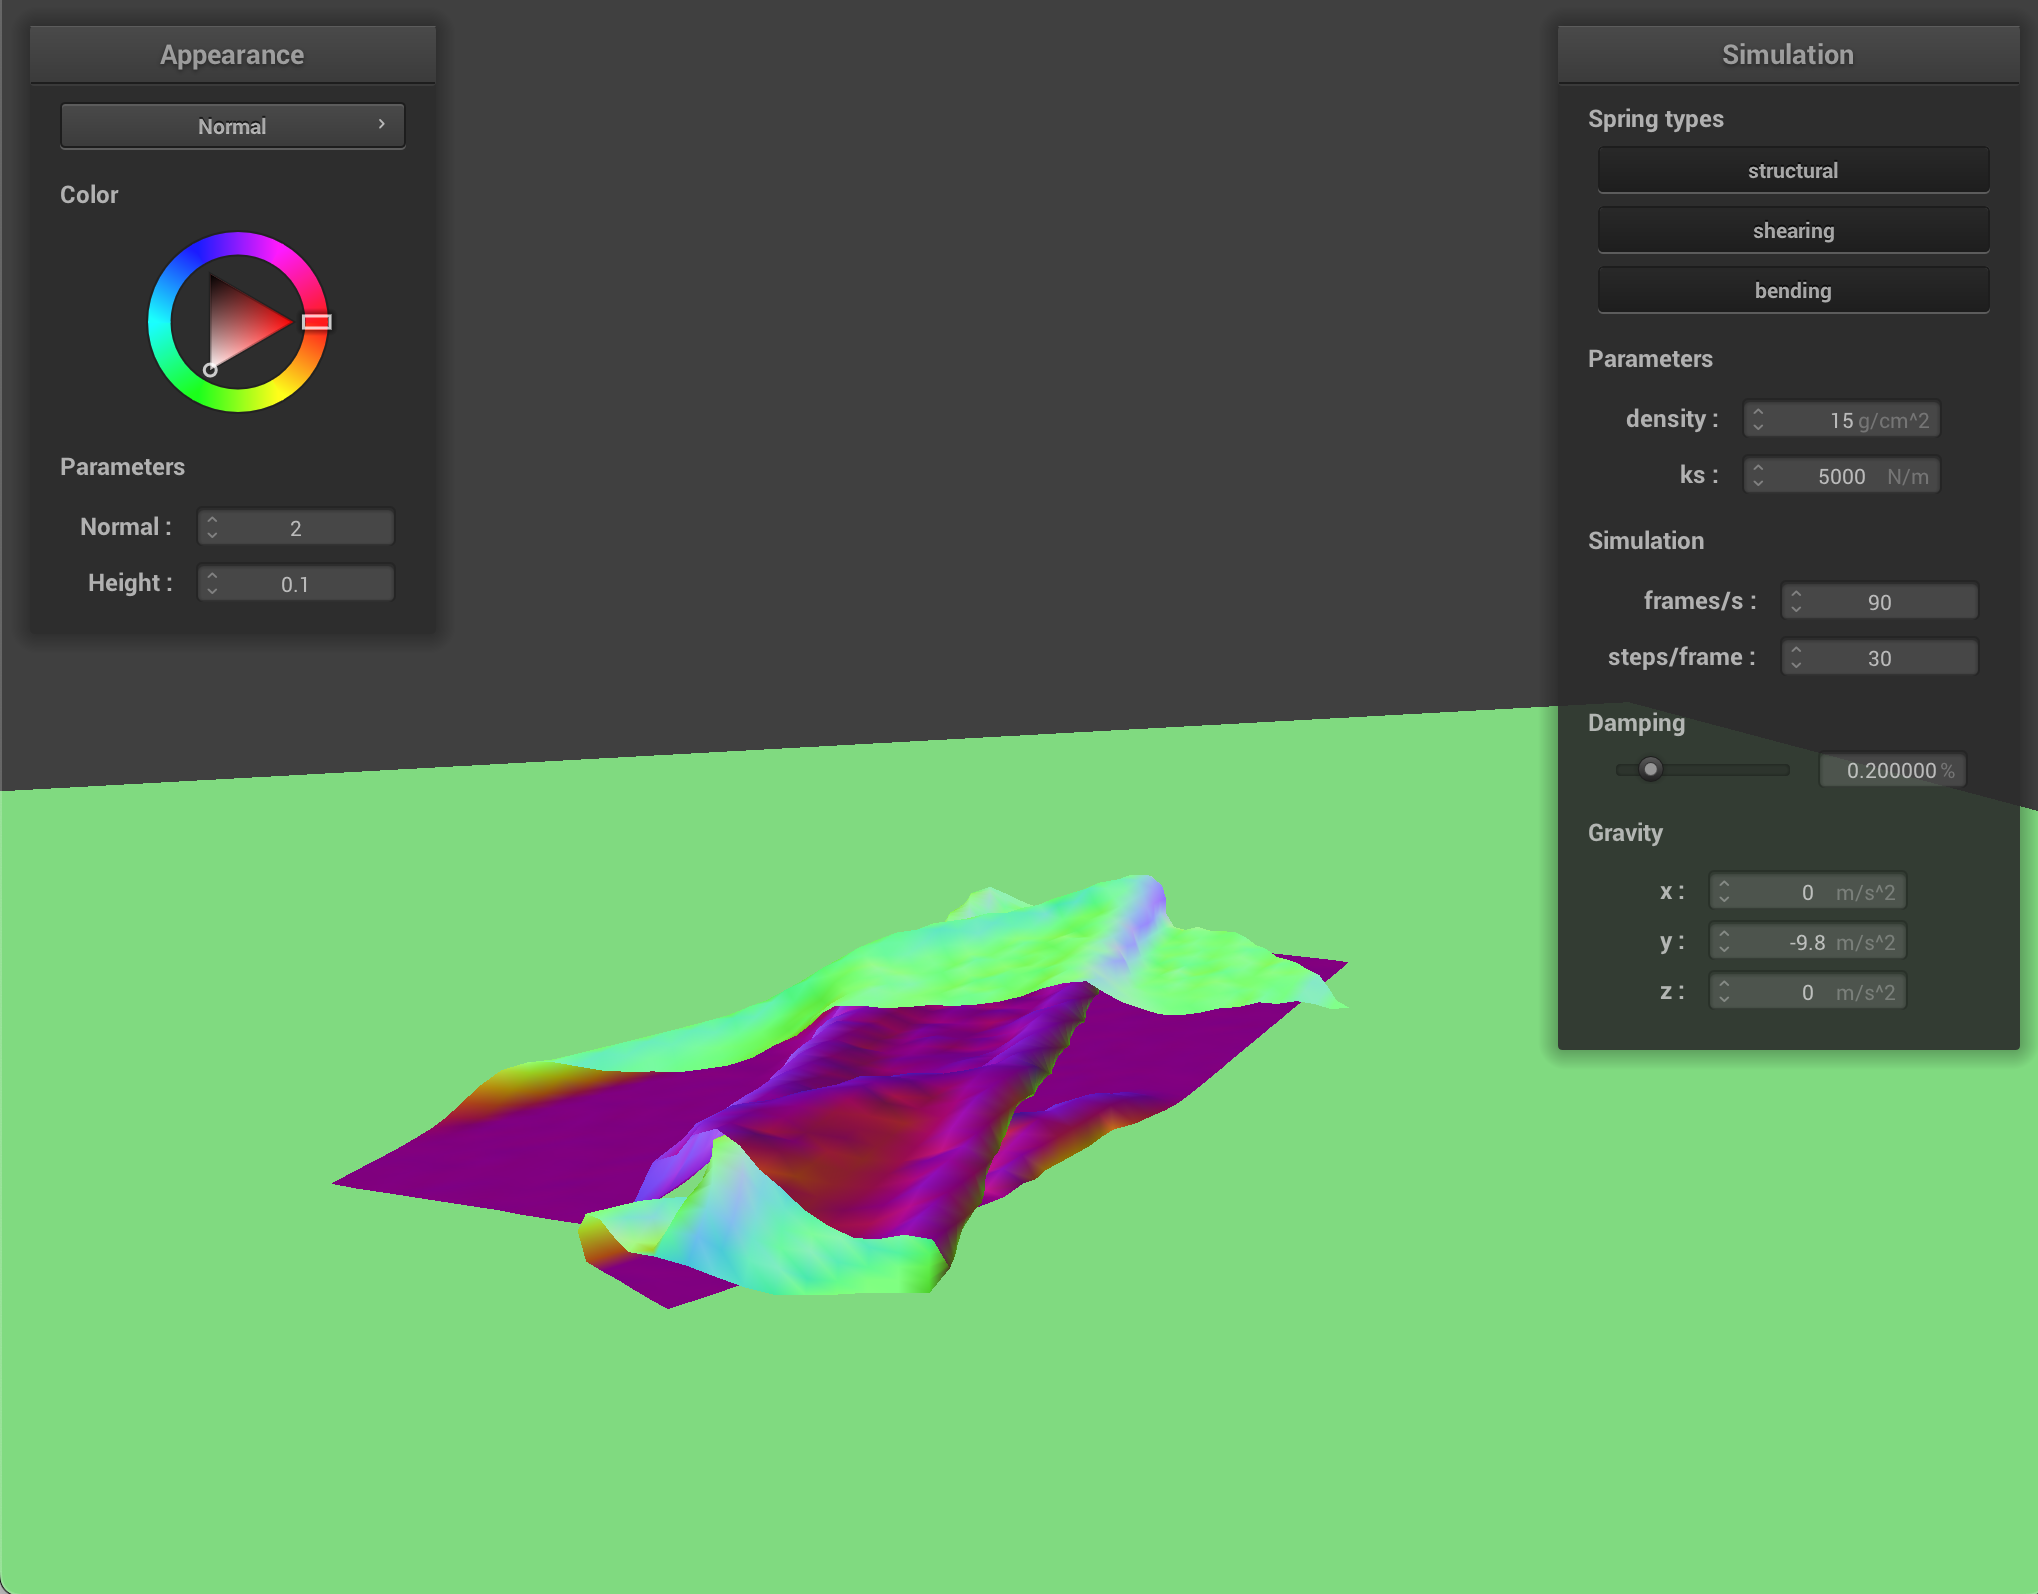 Appearance
Normal
Color
Parameters
Normal : 2
Height : 0.1
Simulation
Spring types
structural
shearing
bending
Parameters
density : 15 g/cm^2
ks : 5000 N/m
Simulation
frames/s : 90
steps/frame : 30
Damping
0.200000 %
Gravity
x : 0 m/s^2
y : -9.8 m/s^2
z : 0 m/s^2